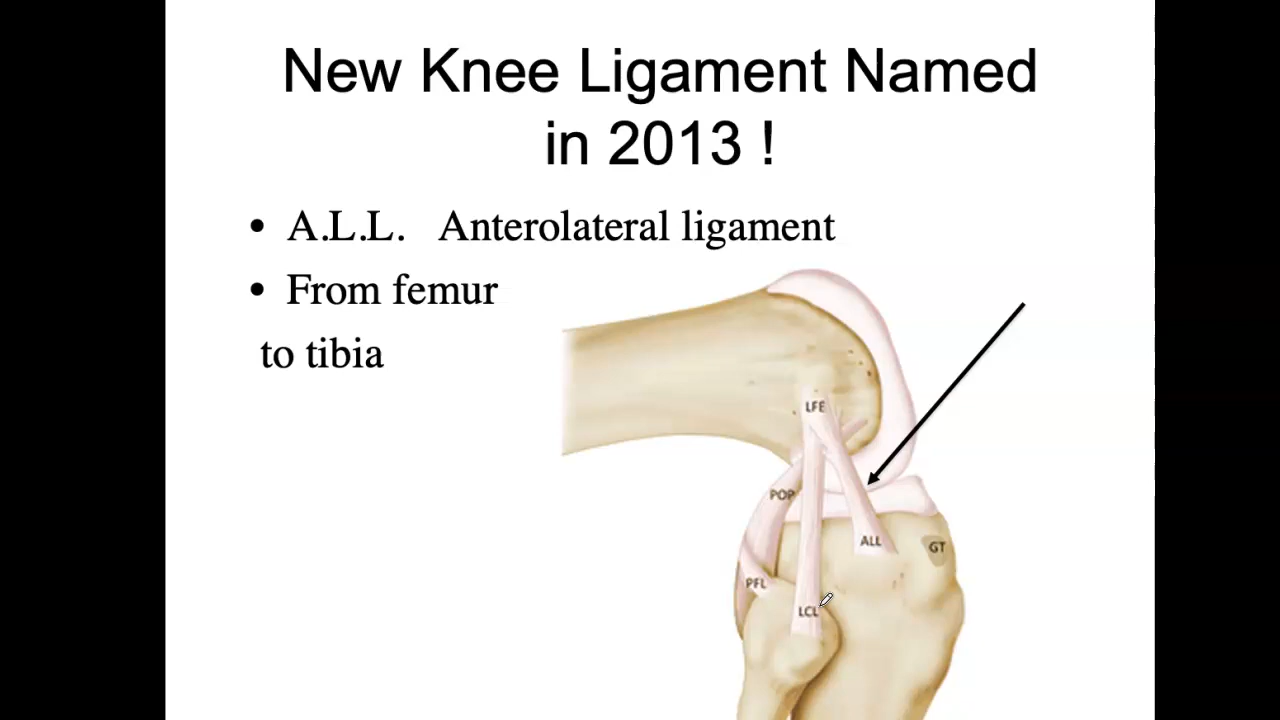 New Knee Ligament Named
in 2013 !
• A.L.L. Anterolateral ligament
• From femur
to tibia
LFE
POP
ALL
GT
PFL
LCL